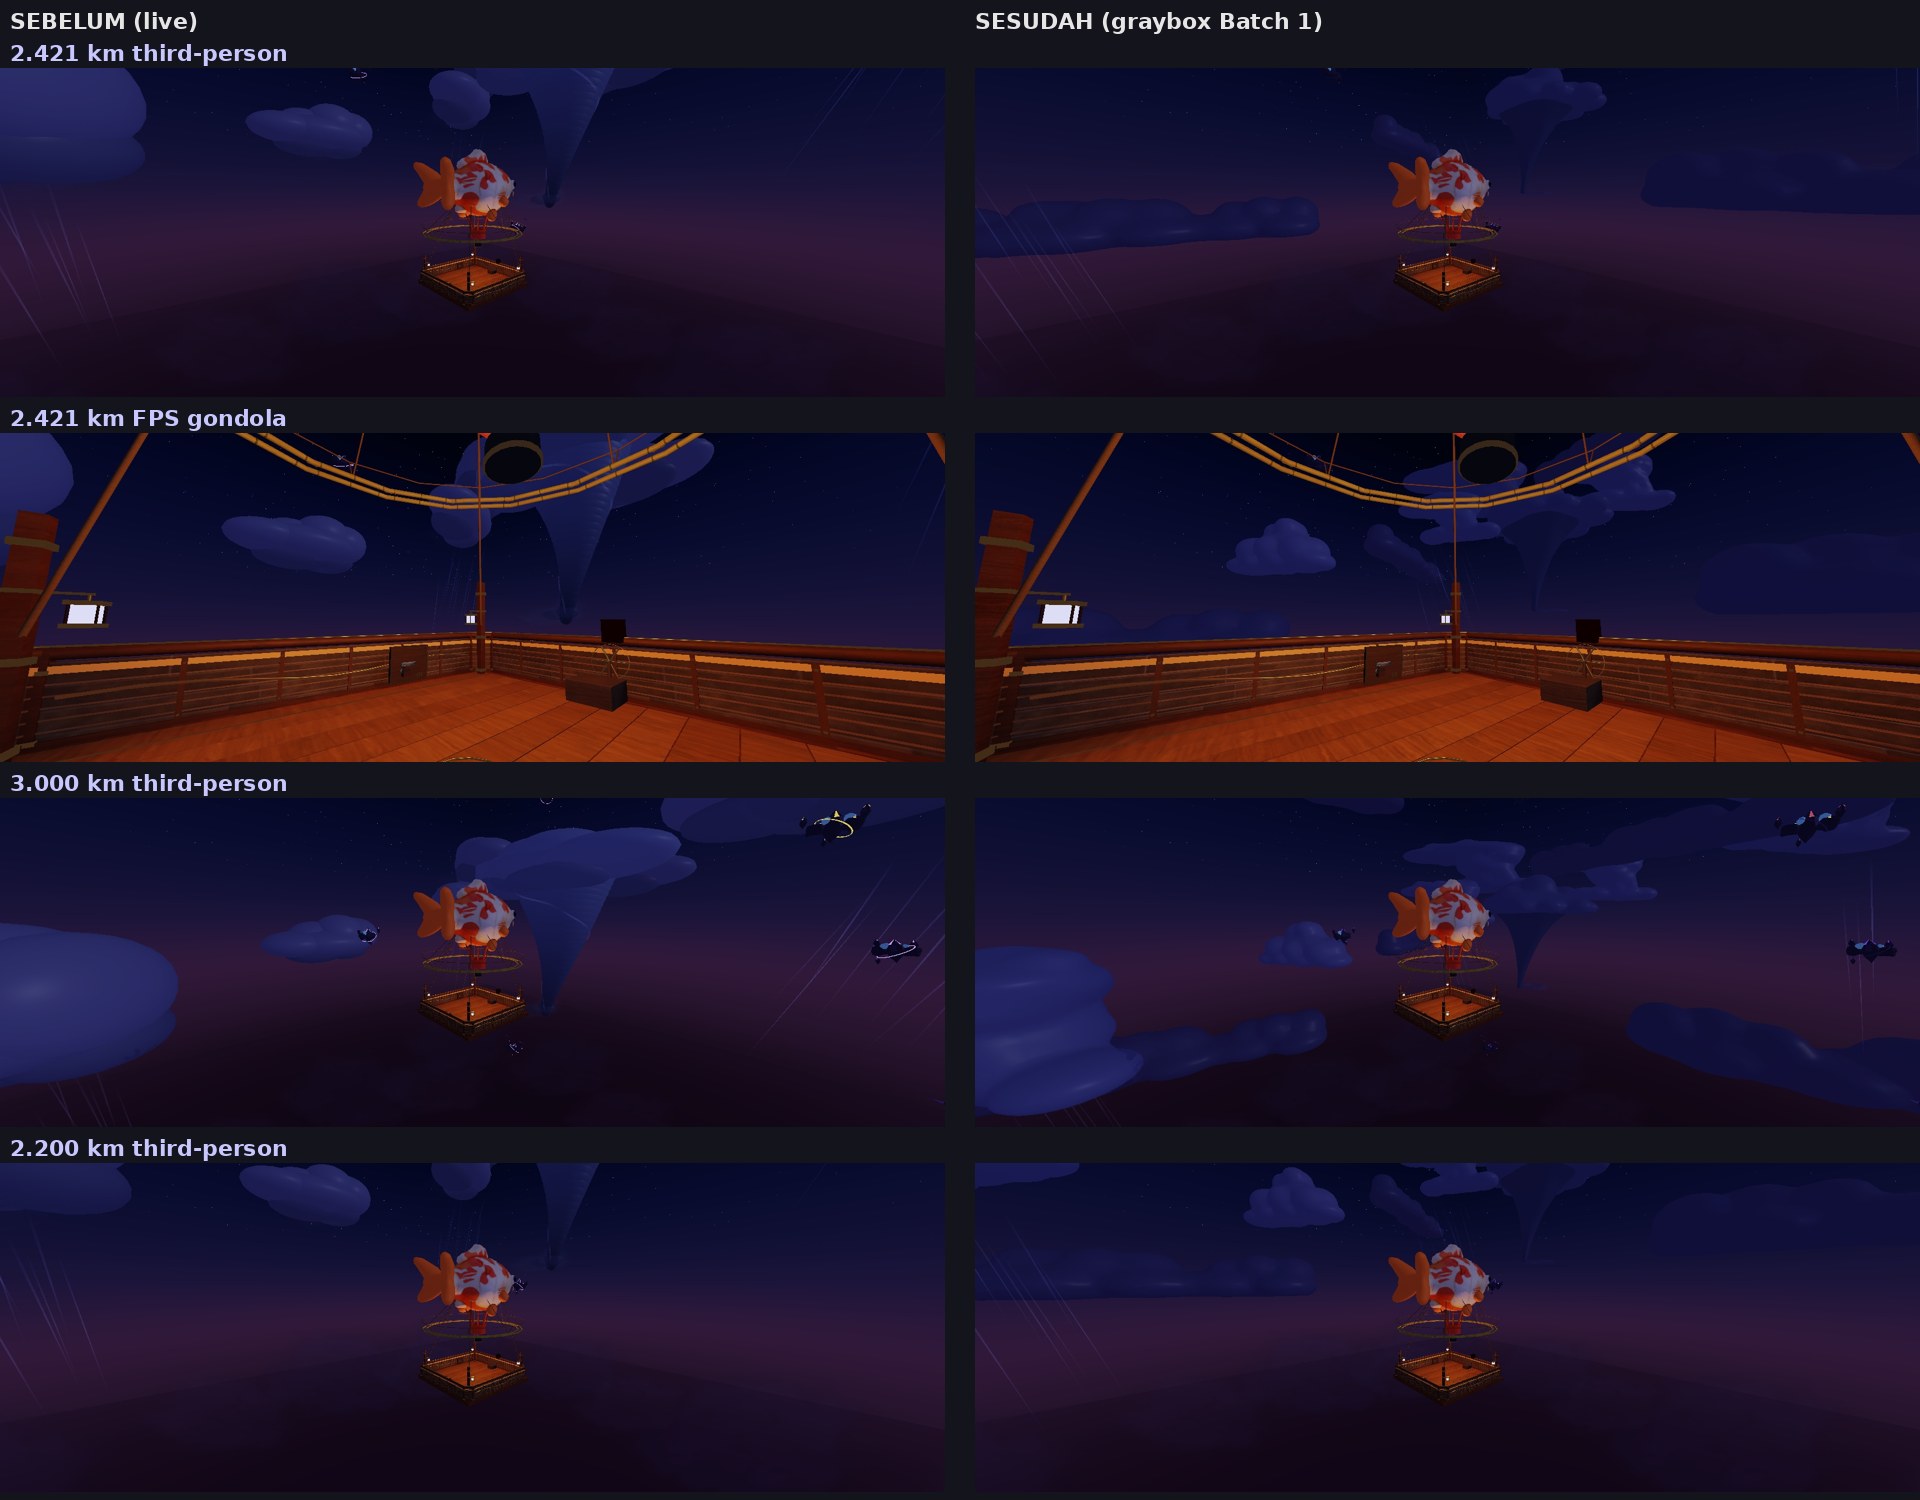 SEBELUM (live)
SESUDAH (graybox Batch 1)
2.421 km third-person
2.421 km FPS gondola
3.000 km third-person
2.200 km third-person